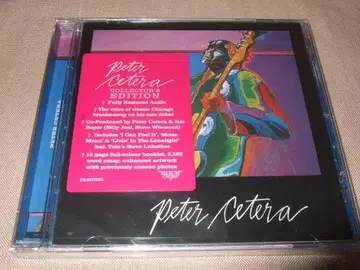 PETER CETERA
Peter
Cetera
COLLECTOR'S
EDITION
† Fully Remastered Audio
† The voice of classic Chicago
breaks away on his solo debut
† Co-Produced by Peter Cetera & Jim
Boyer (Billy Joel, Steve Winwood)
† Includes 'I Can Feel It', 'Mona
Mona' & 'Livin' In The Limelight'
feat. Toto's Steve Lukather
† 12 page full-colour booklet, 3,500
word essay, enhanced artwork
with previously unseen photos
Peter Cetera